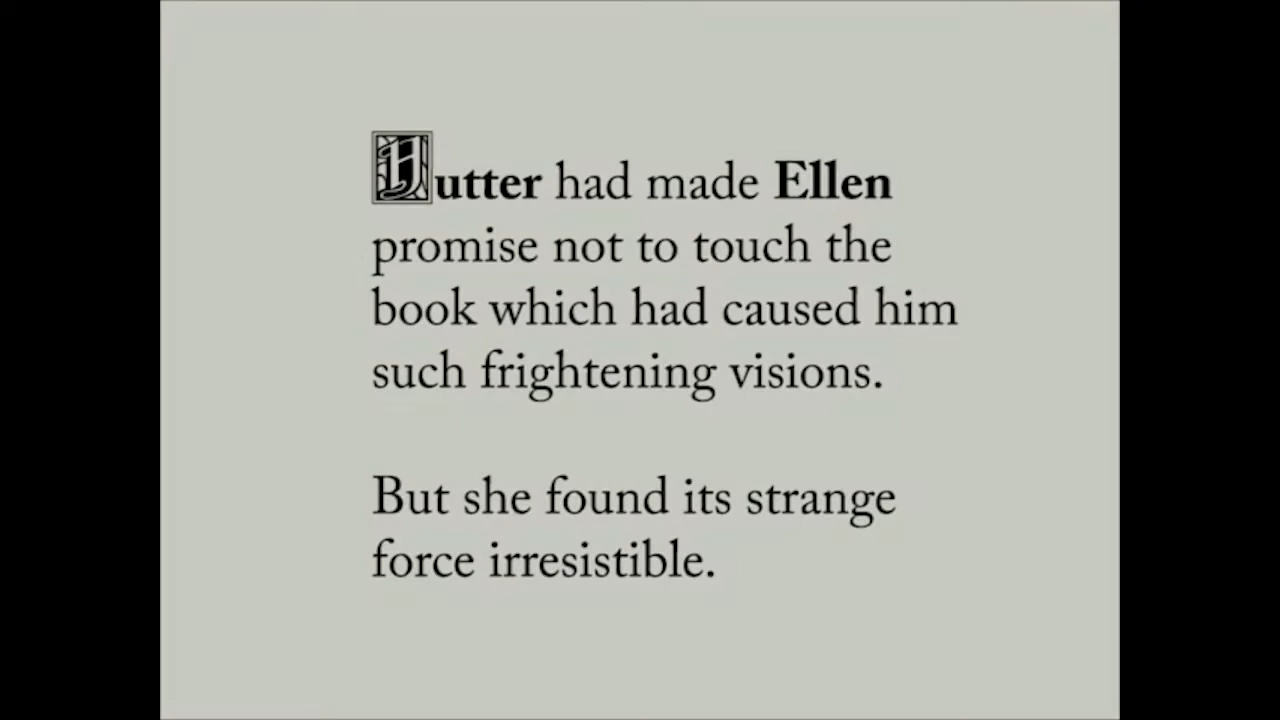 Hutter had made Ellen
promise not to touch the
book which had caused him
such frightening visions.
But she found its strange
force irresistible.